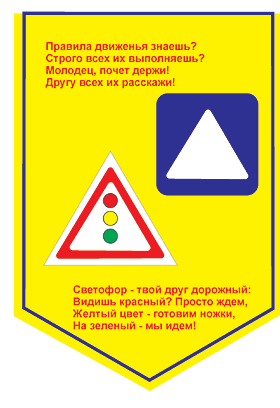 Правила движенья знаешь?
Строго всех их выполняешь?
Молодец, почет держи!
Другу всех их расскажи!
Светофор - твой друг дорожный:
Видишь красный? Просто ждем,
Желтый цвет - готовим ножки,
На зеленый - мы идем!